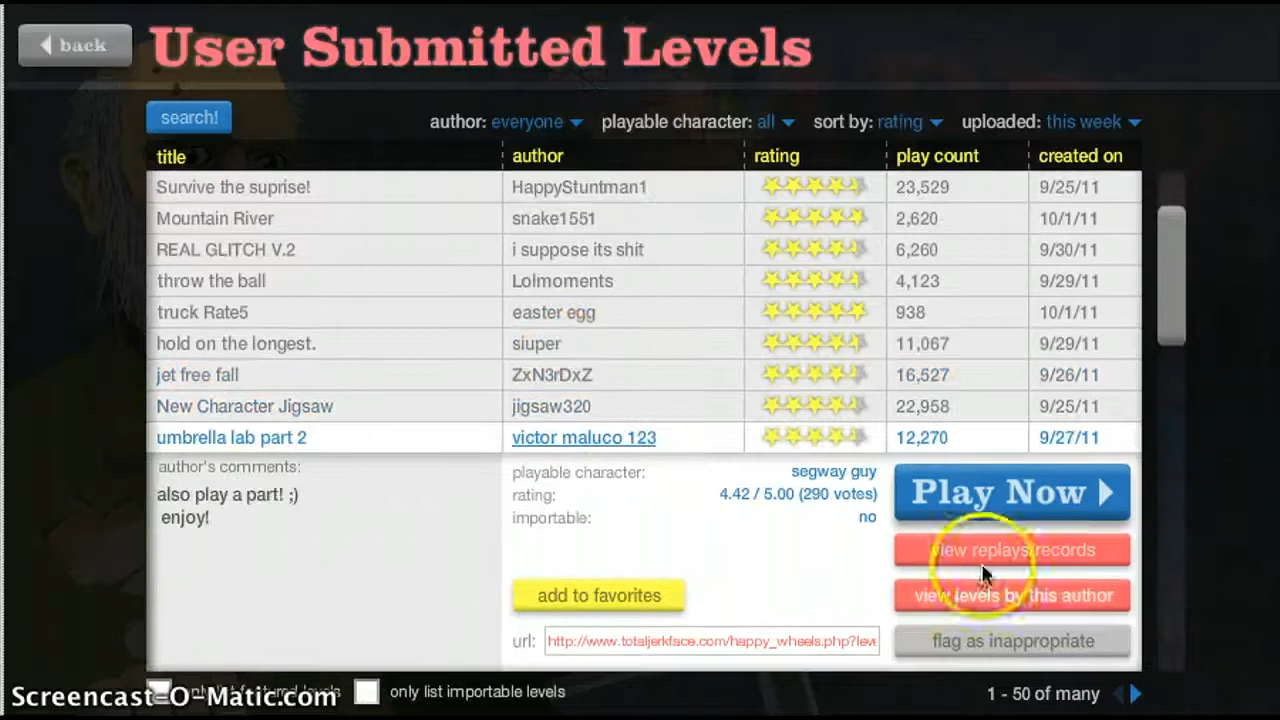 back
User Submitted Levels
search!
author: everyone playable character: all sort by: rating uploaded: this week
title author rating play count created on
Survive the suprise! HappyStuntman1 23,529 9/25/11
Mountain River snake1551 2,620 10/1/11
REAL GLITCH V.2 i suppose its shit 6,260 9/30/11
throw the ball Lolmoments 4,123 9/29/11
truck Rate5 easter egg 938 10/1/11
hold on the longest. siuper 11,067 9/29/11
jet free fall ZxN3rDxZ 16,527 9/26/11
New Character Jigsaw jigsaw320 22,958 9/25/11
umbrella lab part 2 victor maluco 123 12,270 9/27/11
author's comments:
also play a part! ;)
enjoy!
playable character: segway guy
rating: 4.42 / 5.00 (290 votes)
importable: no
add to favorites
url: http://www.totaljerkface.com/happy_wheels.php?leve
Play Now
view replays/records
view levels by this author
flag as inappropriate
only list featured levels only list importable levels 1 - 50 of many
Screencast-O-Matic.com